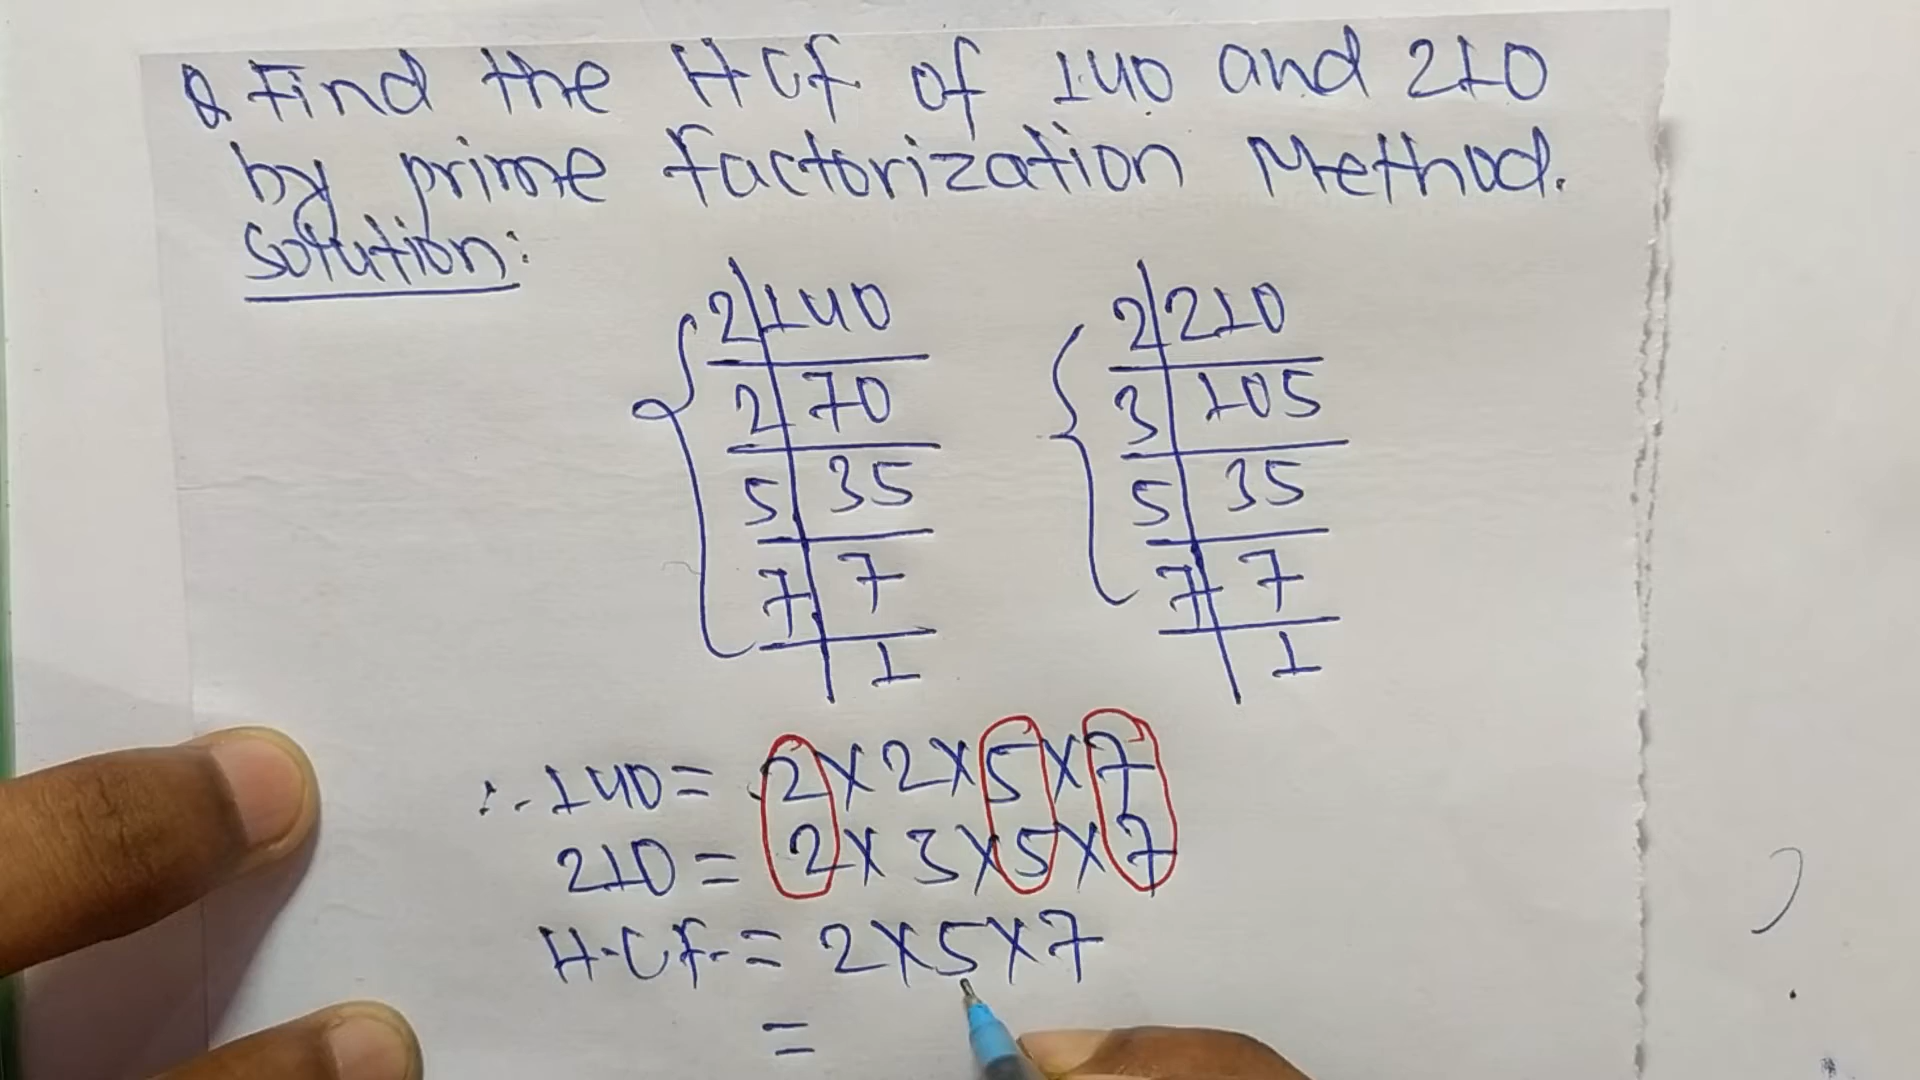 Q Find the HCF of 140 and 210
by prime factorization Method.
Solution:
2 140
2 70
5 35
7 7
1
2 210
3 105
5 35
7 7
1
∴ 140 = 2×2×5×7
210 = 2×3×5×7
H.C.F. = 2×5×7
=